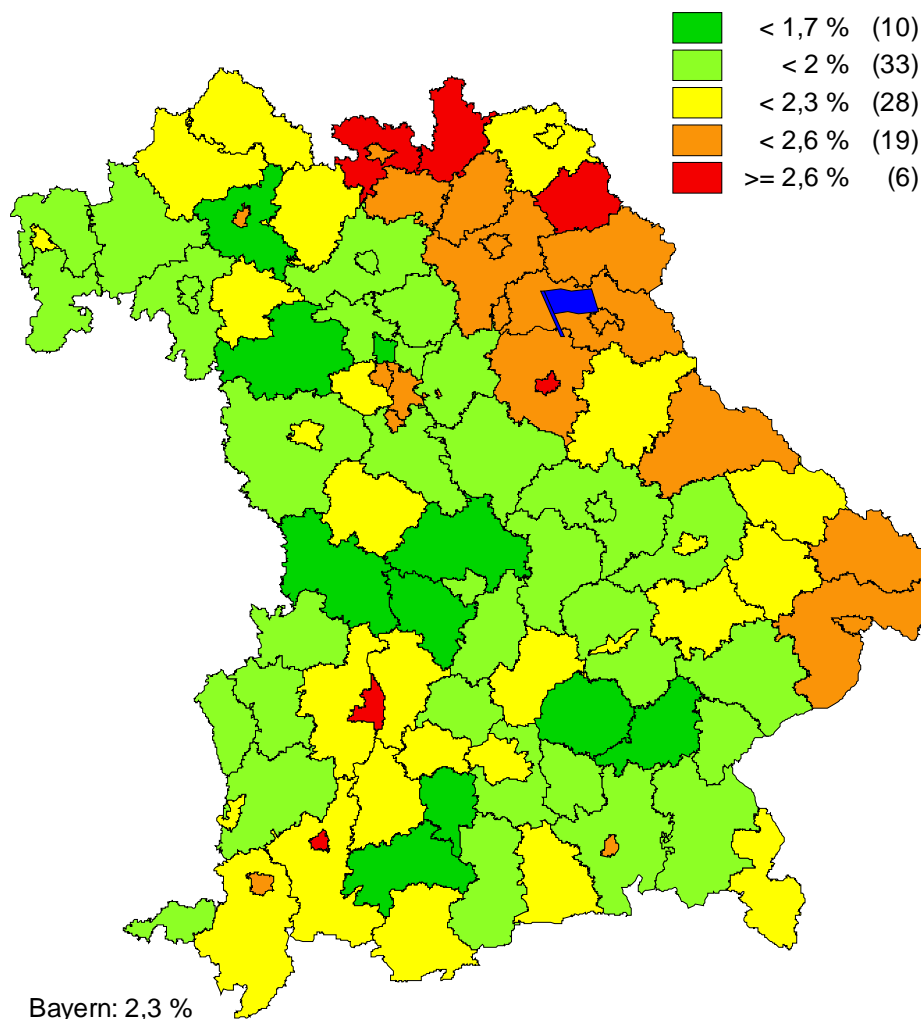 < 1,7 % (10)
< 2 % (33)
< 2,3 % (28)
< 2,6 % (19)
>= 2,6 % (6)
Bayern: 2,3 %